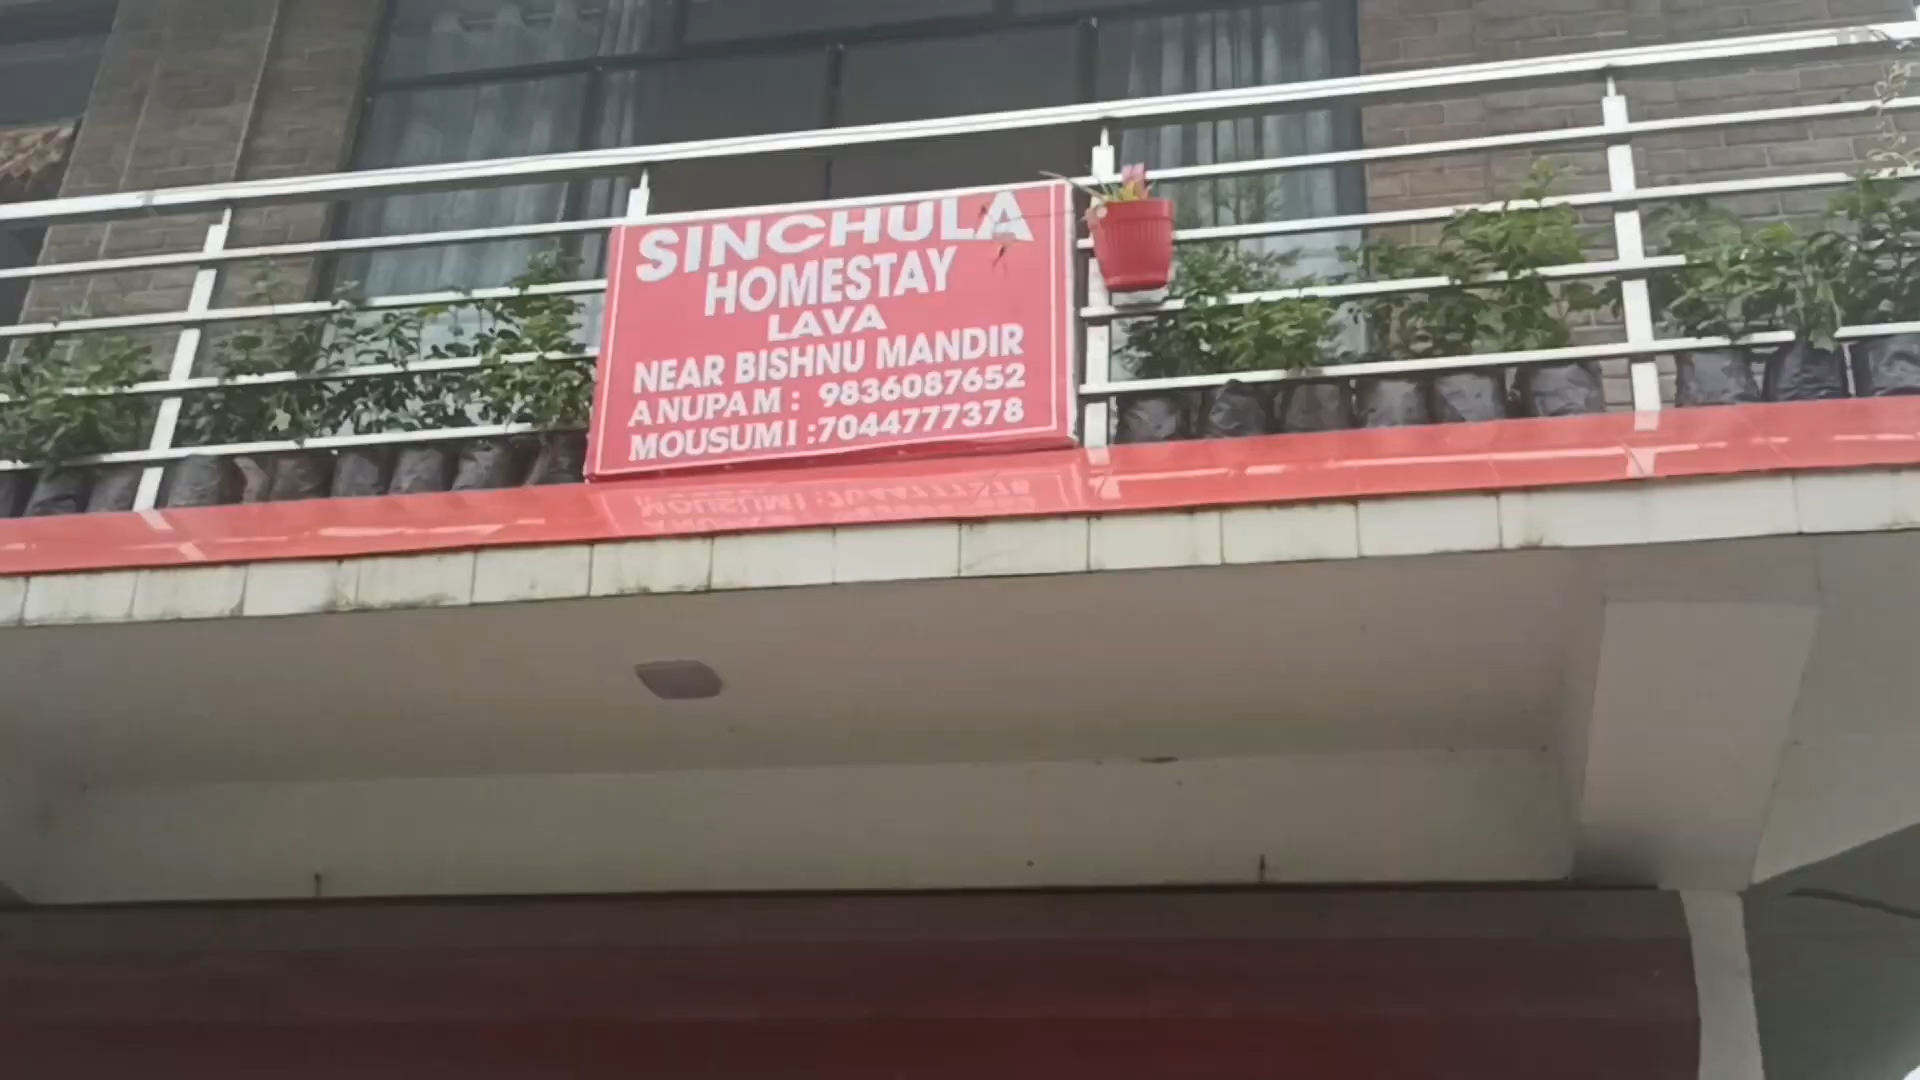 SINCHULA
HOMESTAY
LAVA
NEAR BISHNU MANDIR
ANUPAM : 9836087652
MOUSUMI :7044777378